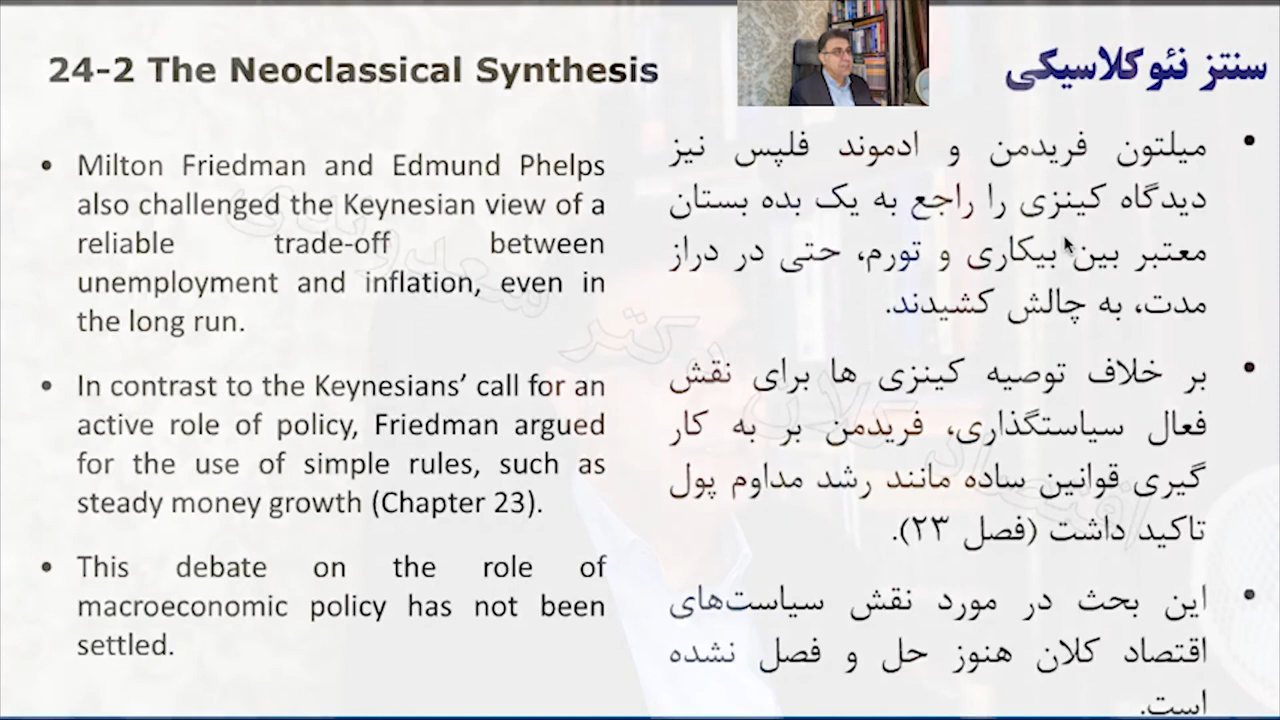 24-2 The Neoclassical Synthesis
• Milton Friedman and Edmund Phelps
also challenged the Keynesian view of a
reliable trade-off between
unemployment and inflation, even in
the long run.
• In contrast to the Keynesians’ call for an
active role of policy, Friedman argued
for the use of simple rules, such as
steady money growth (Chapter 23).
• This debate on the role of
macroeconomic policy has not been
settled.
سنتز نئوکلاسیکی
• میلتون فریدمن و ادموند فلپس نیز
دیدگاه کینزی را راجع به یک بده بستان
معتبر بین بیکاری و تورم، حتی در دراز
مدت، به چالش کشیدند.
• بر خلاف توصیه کینزی ها برای نقش
فعال سیاستگذاری، فریدمن بر به کار
گیری قوانین ساده مانند رشد مداوم پول
تاکید داشت (فصل ۲۳).
• این بحث در مورد نقش سیاست‌های
اقتصاد کلان هنوز حل و فصل نشده
است.